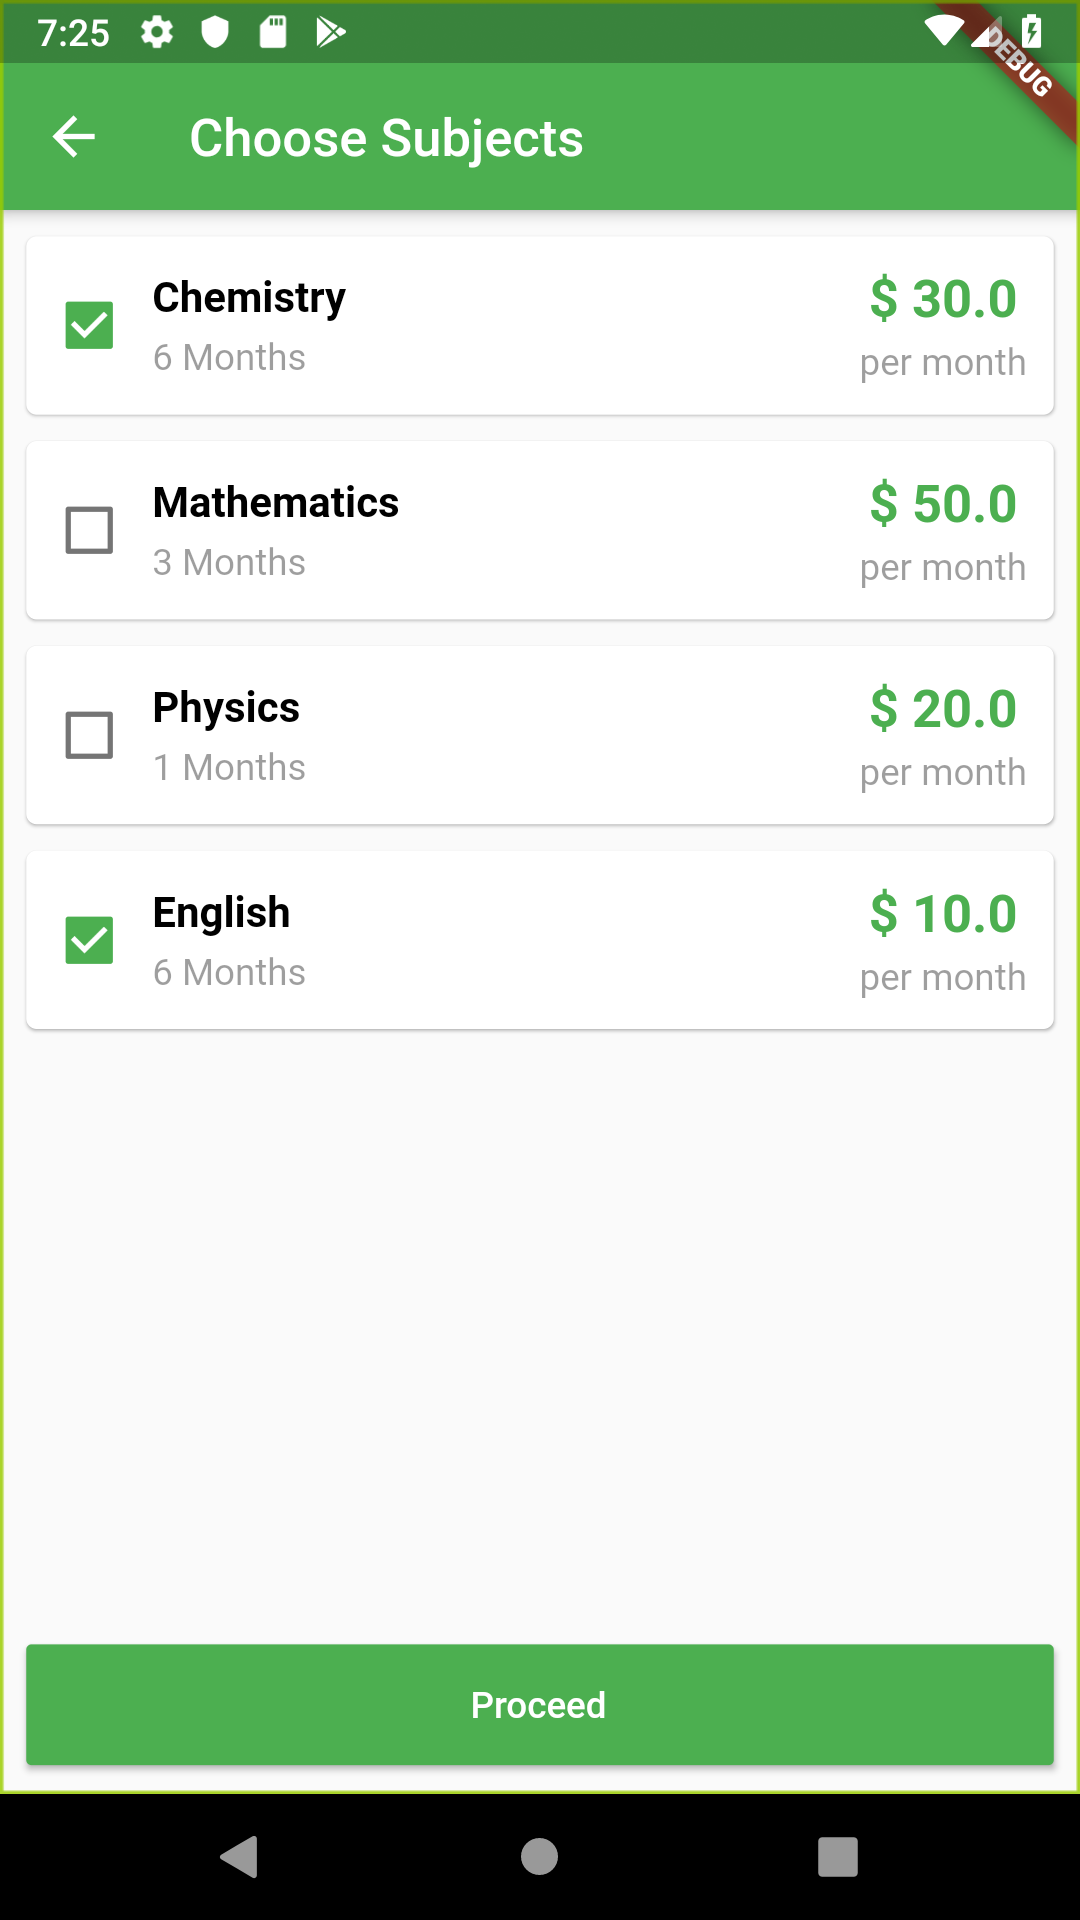 7:25
DEBUG
Choose Subjects
Chemistry
$ 30.0
6 Months
per month
Mathematics
$ 50.0
3 Months
per month
Physics
$ 20.0
1 Months
per month
English
$ 10.0
6 Months
per month
Proceed